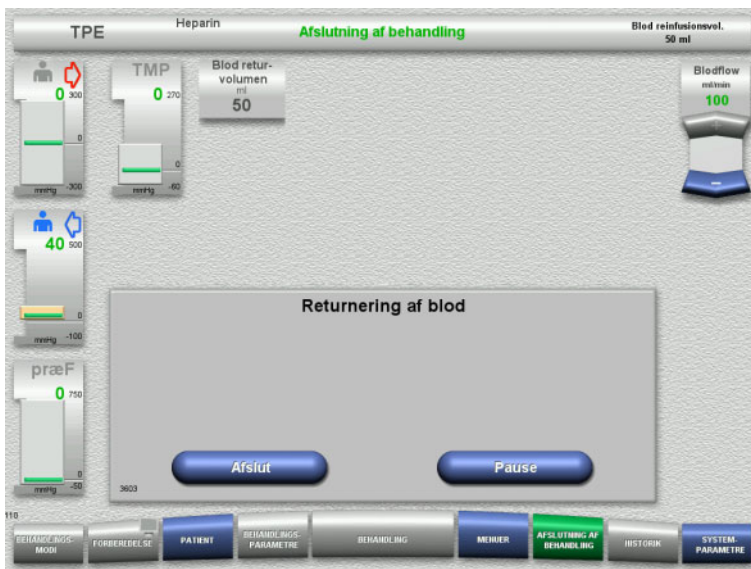 TPE
Heparin
Afslutning af behandling
Blod reinfusionsvol.
50 ml
0
300
0
-300
mmHg
TMP
0
270
0
-60
mmHg
Blod retur-
volumen
ml
50
Blodflow
ml/min
100
+
-
40
500
0
-100
mmHg
præF
0
750
0
-50
mmHg
Returnering af blod
Afslut
Pause
3603
110
BEHANDLINGS-
MODI
FORBEREDELSE
PATIENT
BEHANDLINGS-
PARAMETRE
BEHANDLING
MENUER
AFSLUTNING AF
BEHANDLING
HISTORIK
SYSTEM-
PARAMETRE